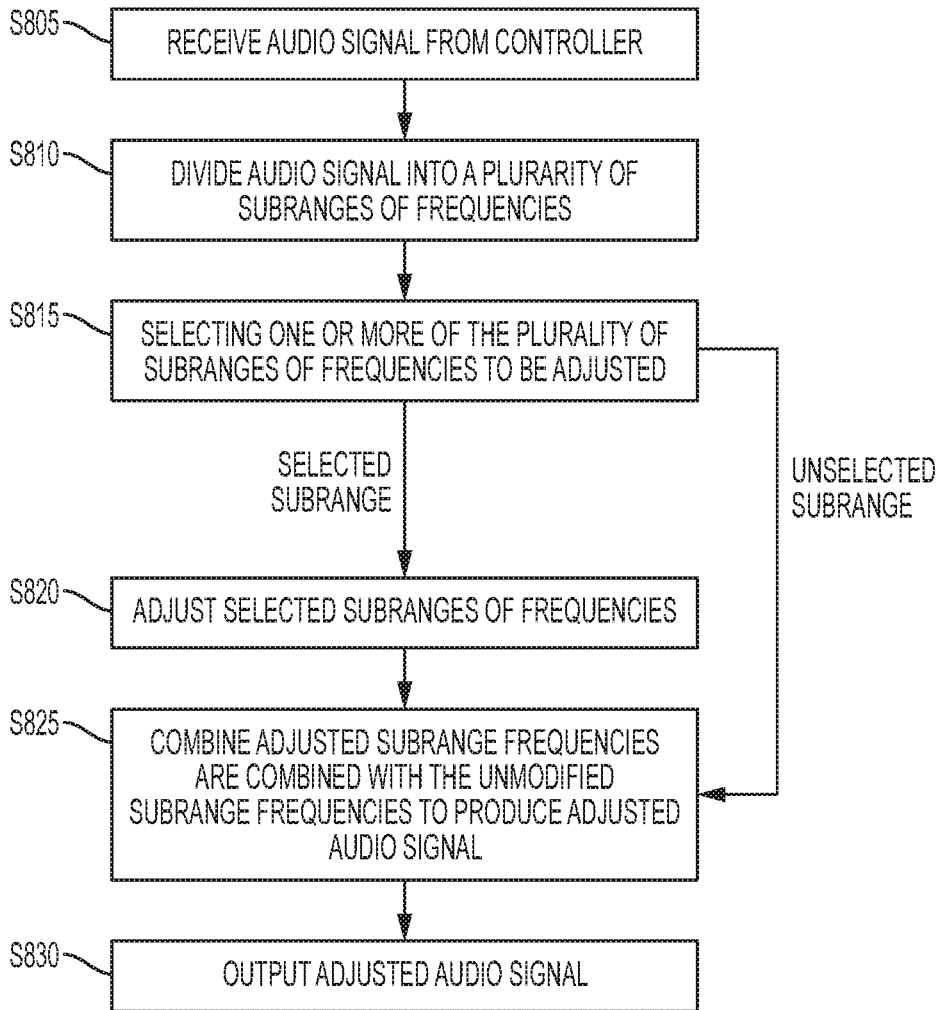 S805
RECEIVE AUDIO SIGNAL FROM CONTROLLER
S810
DIVIDE AUDIO SIGNAL INTO A PLURARITY OF
SUBRANGES OF FREQUENCIES
S815
SELECTING ONE OR MORE OF THE PLURALITY OF
SUBRANGES OF FREQUENCIES TO BE ADJUSTED
SELECTED
SUBRANGE
UNSELECTED
SUBRANGE
S820
ADJUST SELECTED SUBRANGES OF FREQUENCIES
S825
COMBINE ADJUSTED SUBRANGE FREQUENCIES
ARE COMBINED WITH THE UNMODIFIED
SUBRANGE FREQUENCIES TO PRODUCE ADJUSTED
AUDIO SIGNAL
S830
OUTPUT ADJUSTED AUDIO SIGNAL